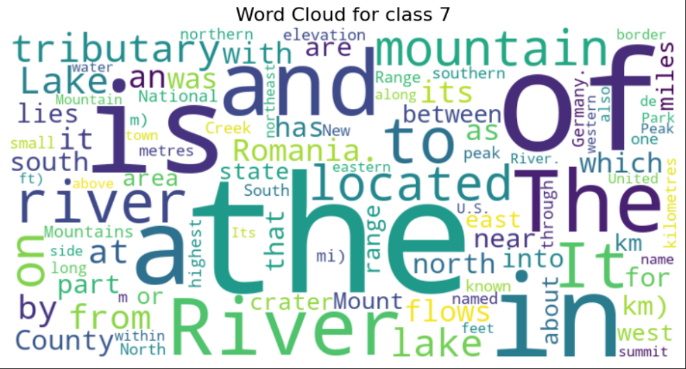 Word Cloud for class 7
northern elevation border
tributary with are mountain
water Lake an was and Range southern its miles
Mountain National northeast along Germany. western also de
lies m) Creek has New between of Park
small it town Romania. to as peak River. which one Peak
south metres is state located eastern United
ft) above area South U.S. east The through kilometres
river a the that range near It km
on Mountains at highest Its mi) north into name
side long part m or crater Mount known named about for
by from River flows feet in km)
County within North lake west summit